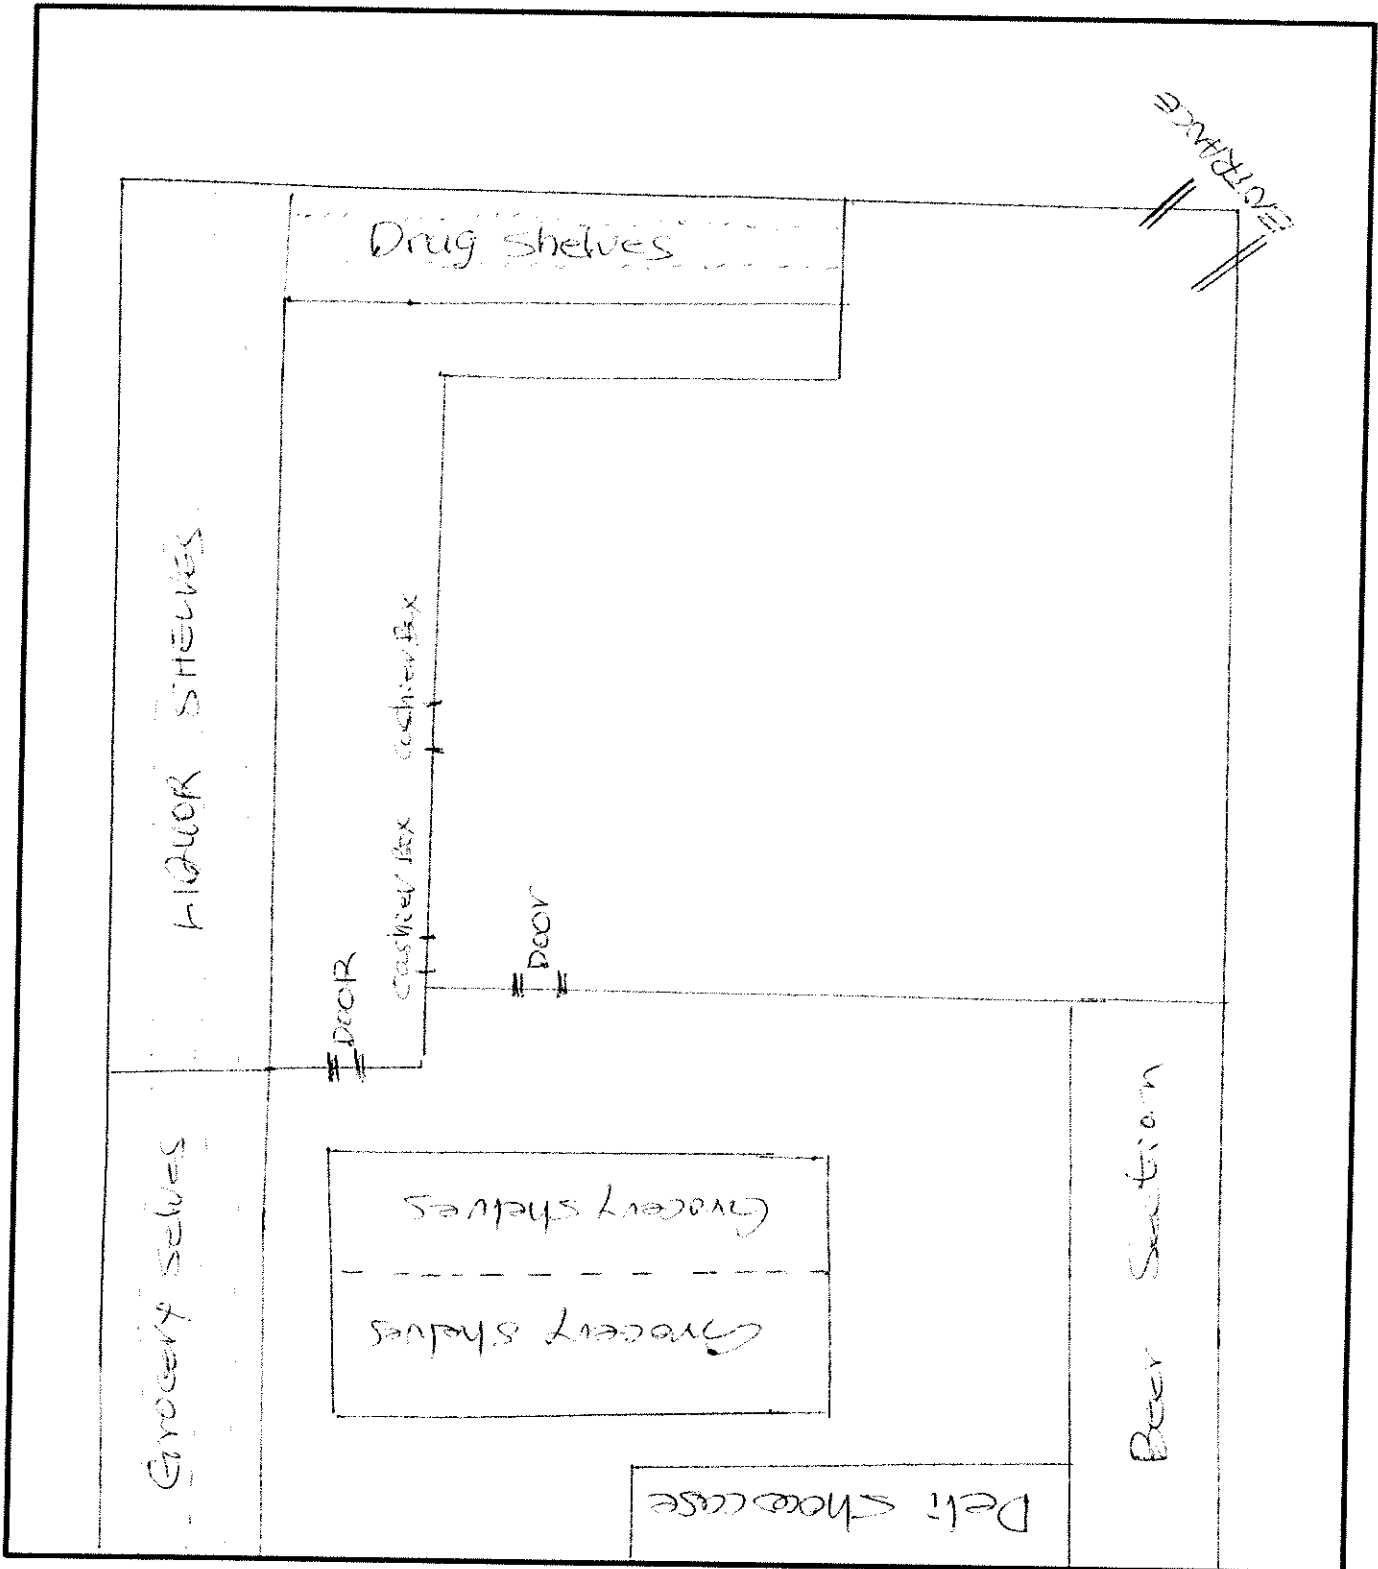 ENTRANCE
Drug shelves
LIQUOR SHELVES
Cashier Box
Cashier Box
DOOR
DOOR
Grocery Selves
Grocery shelves
Grocery shelves
Beer Section
Deli showcase